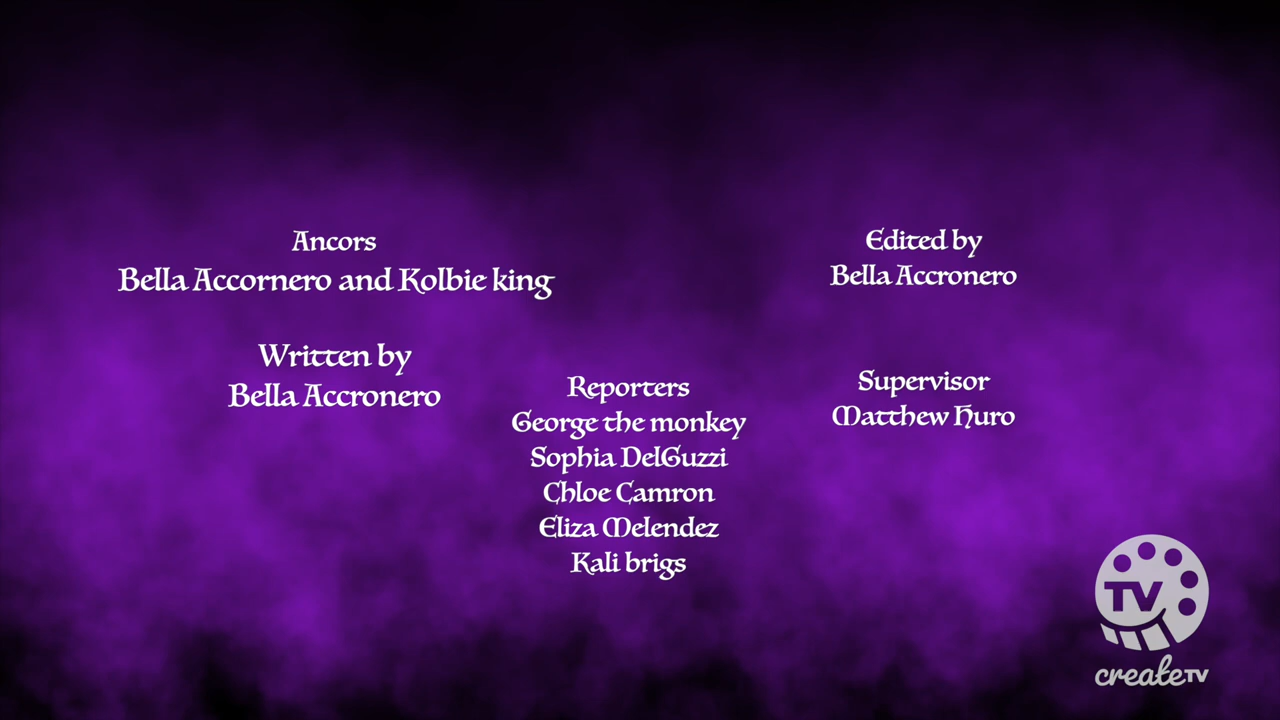 Ancors
Bella Accornero and Kolbie king
Written by
Bella Accronero
Reporters
George the monkey
Sophia DelGuzzi
Chloe Camron
Eliza Melendez
Kali brigs
Edited by
Bella Accronero
Supervisor
Matthew Huro
TV
createTV